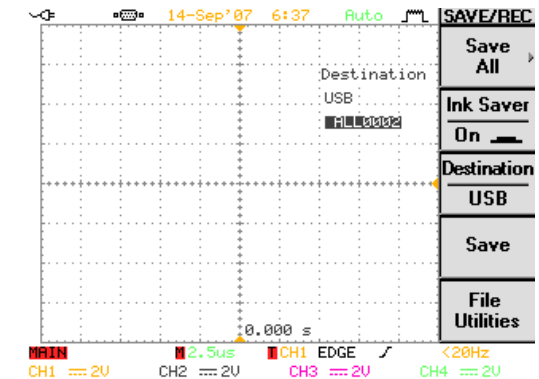 14-Sep'07 6:37 Auto SAVE/REC
Save All
Destination
USB
ALL0002
Ink Saver
On
Destination
USB
Save
File Utilities
0.000 s
MAIN M 2.5us T CH1 EDGE <20Hz
CH1 2V CH2 2V CH3 2V CH4 2V